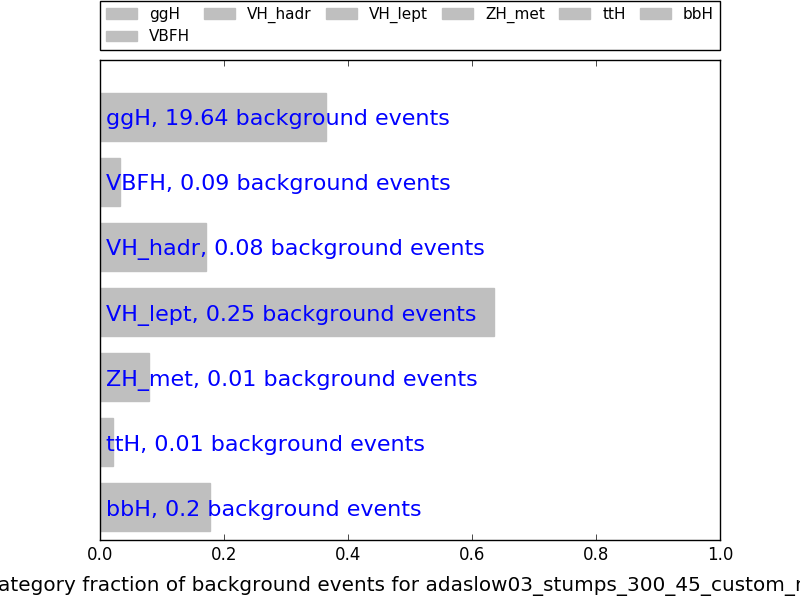 ggH VH_hadr VH_lept ZH_met ttH bbH
VBFH
ggH, 19.64 background events
VBFH, 0.09 background events
VH_hadr, 0.08 background events
VH_lept, 0.25 background events
ZH_met, 0.01 background events
ttH, 0.01 background events
bbH, 0.2 background events
0.0 0.2 0.4 0.6 0.8 1.0
ategory fraction of background events for adaslow03_stumps_300_45_custom_